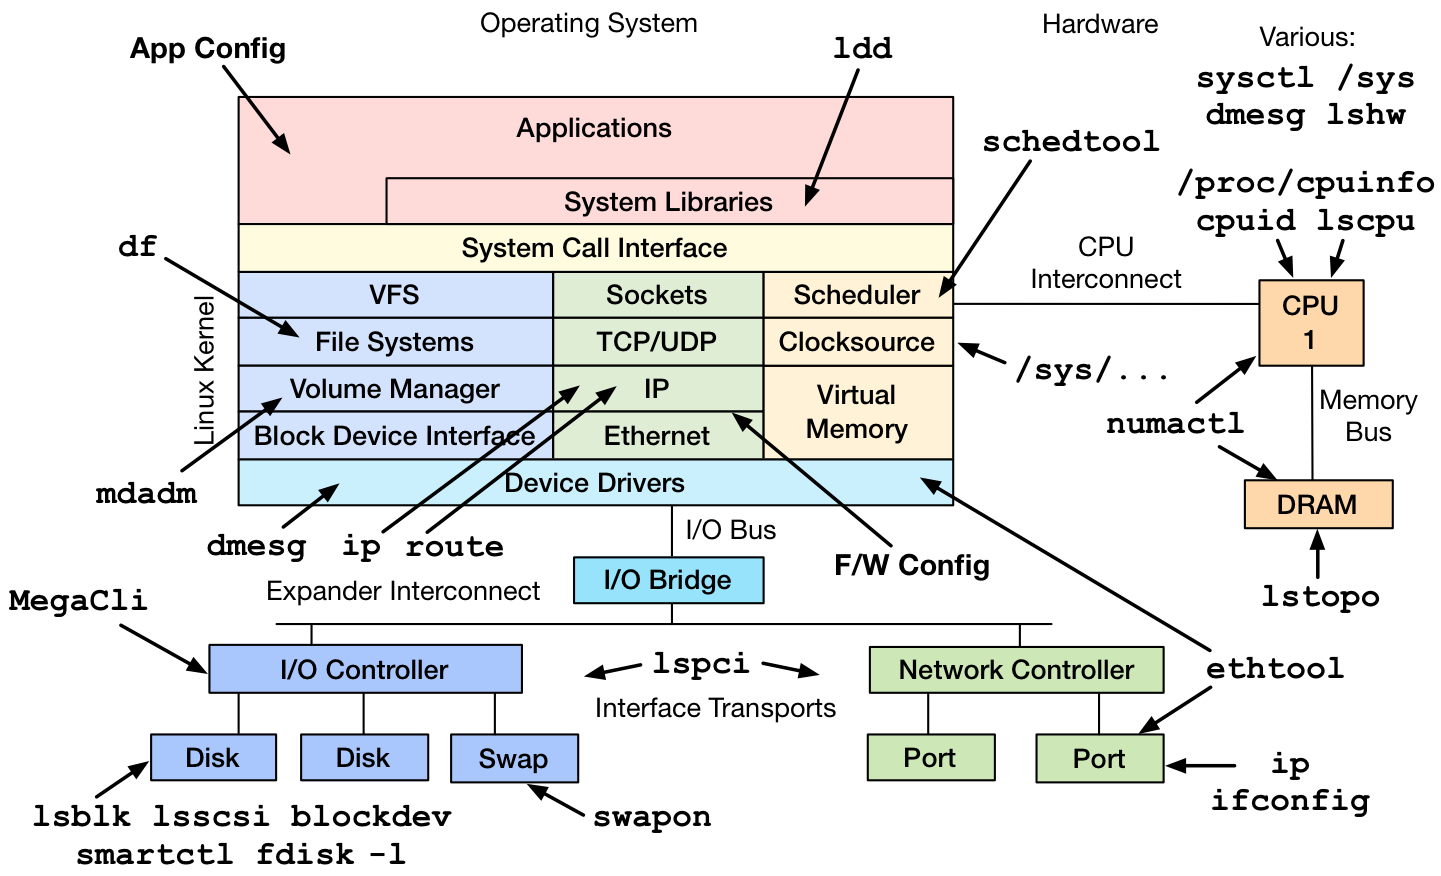 Operating System
Hardware
App Config
ldd
Various:
sysctl /sys
dmesg lshw
Applications
schedtool
/proc/cpuinfo
cpuid lscpu
System Libraries
df
System Call Interface
CPU
Interconnect
Linux Kernel
VFS
Sockets
Scheduler
CPU
1
File Systems
TCP/UDP
Clocksource
/sys/...
Volume Manager
IP
Virtual
Memory
numactl
Memory
Bus
Block Device Interface
Ethernet
mdadm
Device Drivers
DRAM
dmesg
ip
route
I/O Bus
F/W Config
Expander Interconnect
I/O Bridge
lstopo
MegaCli
I/O Controller
lspci
Network Controller
ethtool
Interface Transports
Disk
Disk
Swap
Port
Port
ip
ifconfig
lsblk lsscsi blockdev
smartctl fdisk -l
swapon